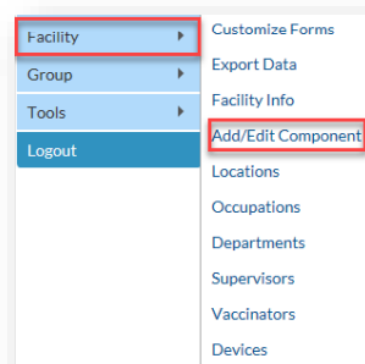 Facility
Group
Tools
Logout
Customize Forms
Export Data
Facility Info
Add/Edit Component
Locations
Occupations
Departments
Supervisors
Vaccinators
Devices